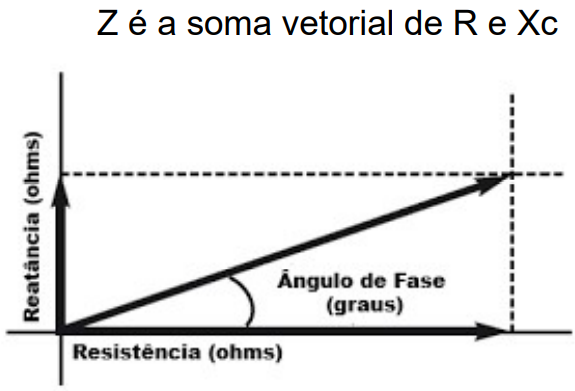 Z é a soma vetorial de R e Xc
Reatância (ohms)
Ângulo de Fase
(graus)
Resistência (ohms)